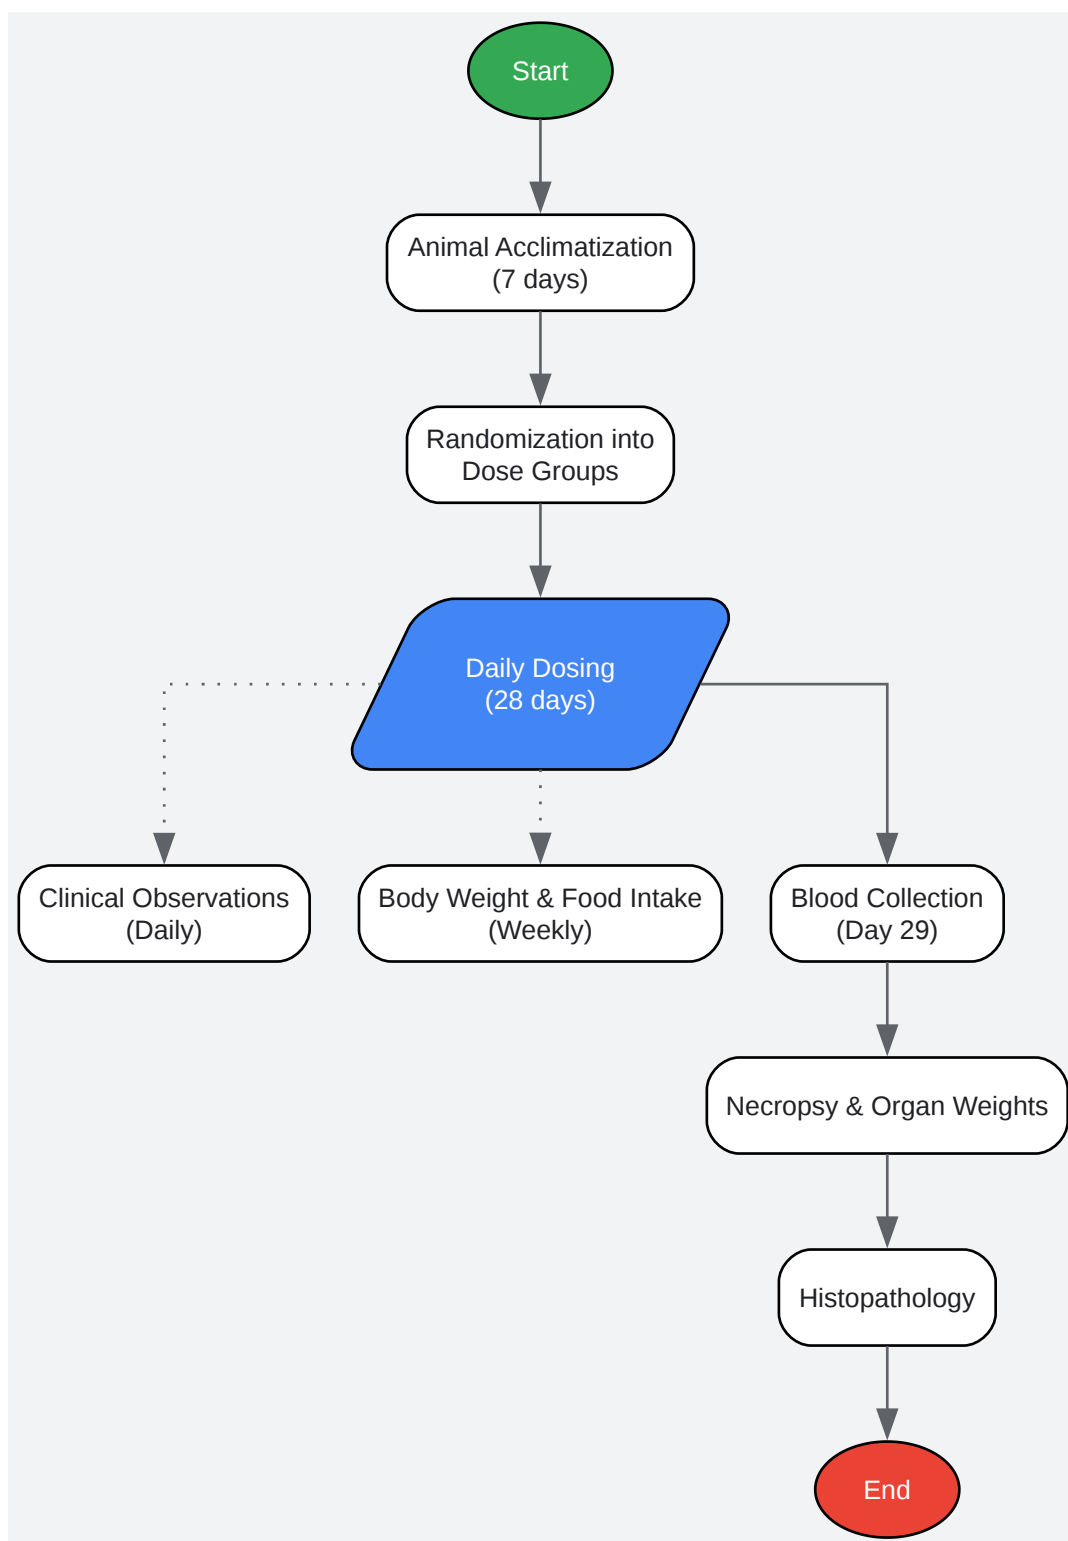 Start
Animal Acclimatization
(7 days)
Randomization into
Dose Groups
Daily Dosing
(28 days)
Clinical Observations
(Daily)
Body Weight & Food Intake
(Weekly)
Blood Collection
(Day 29)
Necropsy & Organ Weights
Histopathology
End